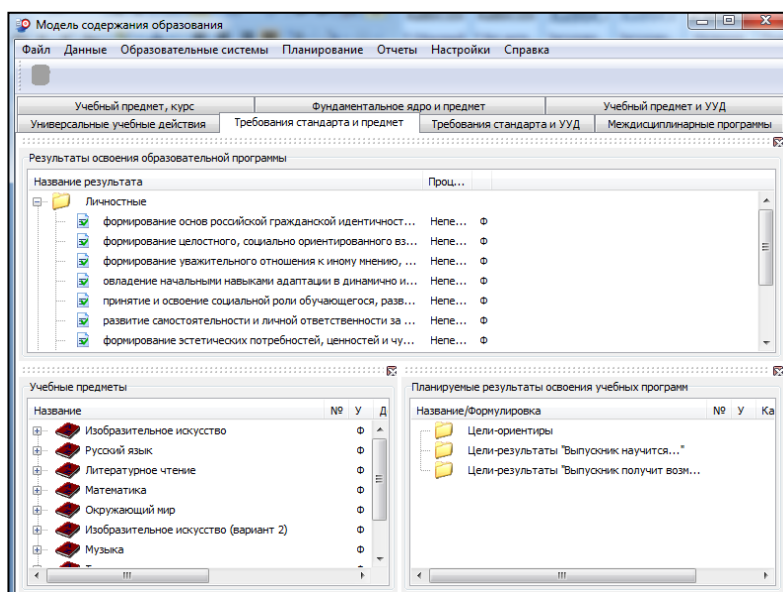 Модель содержания образования
Файл Данные Образовательные системы Планирование Отчеты Настройки Справка
Учебный предмет, курс Фундаментальное ядро и предмет Учебный предмет и УУД
Универсальные учебные действия Требования стандарта и предмет Требования стандарта и УУД Междисциплинарные программы
Результаты освоения образовательной программы
Название результата Проц...
Личностные
формирование основ российской гражданской идентичност... Непе... Ф
формирование целостного, социально ориентированного вз... Непе... Ф
формирование уважительного отношения к иному мнению, ... Непе... Ф
овладение начальными навыками адаптации в динамично и... Непе... Ф
принятие и освоение социальной роли обучающегося, разв... Непе... Ф
развитие самостоятельности и личной ответственности за ... Непе... Ф
формирование эстетических потребностей, ценностей и чу... Непе... Ф
Учебные предметы
Название № У Д
Изобразительное искусство Ф
Русский язык Ф
Литературное чтение Ф
Математика Ф
Окружающий мир Ф
Изобразительное искусство (вариант 2) Ф
Музыка Ф
Планируемые результаты освоения учебных программ
Название/Формулировка № У Ка
Цели-ориентиры
Цели-результаты "Выпускник научится..."
Цели-результаты "Выпускник получит возм...